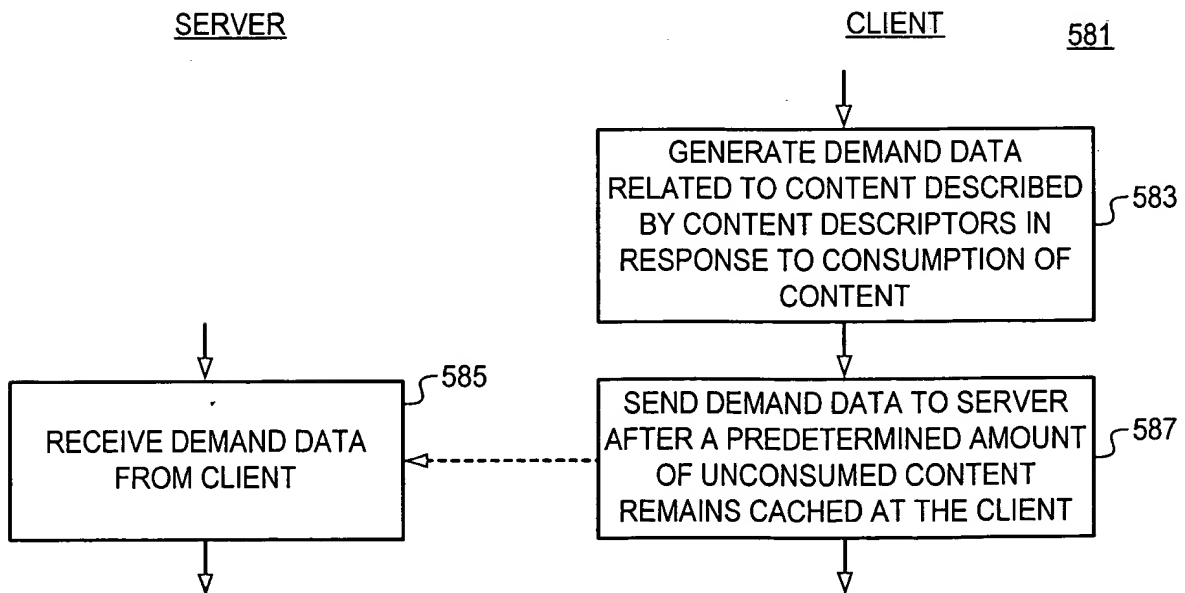 SERVER
CLIENT
581
GENERATE DEMAND DATA
RELATED TO CONTENT DESCRIBED
BY CONTENT DESCRIPTORS IN
RESPONSE TO CONSUMPTION OF
CONTENT
583
585
RECEIVE DEMAND DATA
FROM CLIENT
SEND DEMAND DATA TO SERVER
AFTER A PREDETERMINED AMOUNT
OF UNCONSUMED CONTENT
REMAINS CACHED AT THE CLIENT
587